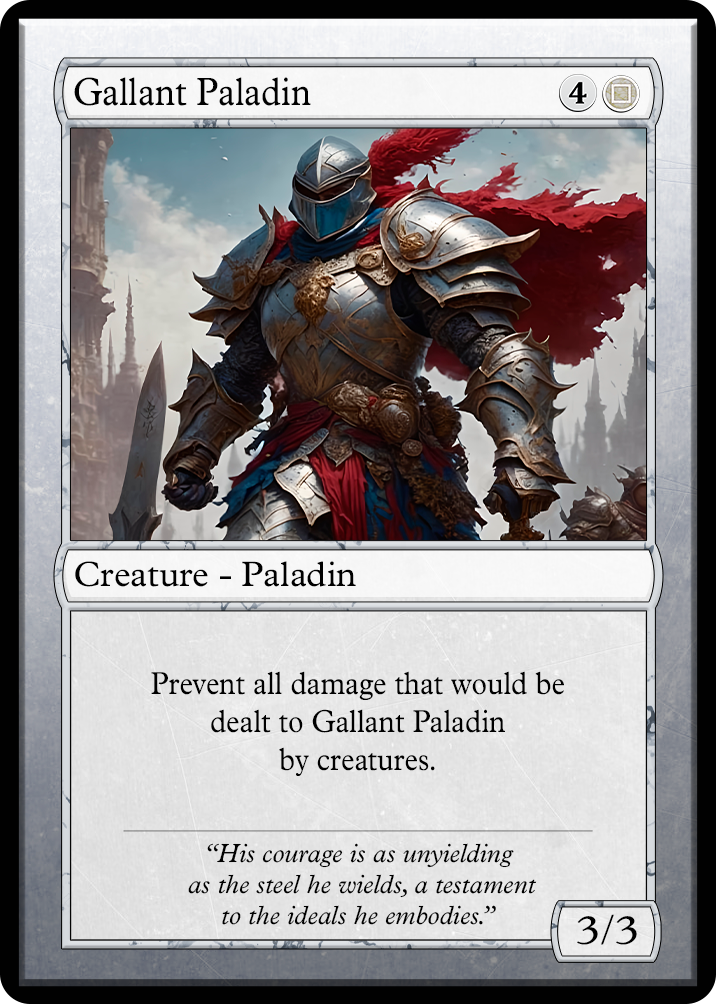 Gallant Paladin 4
Creature - Paladin
Prevent all damage that would be
dealt to Gallant Paladin
by creatures.
“His courage is as unyielding
as the steel he wields, a testament
to the ideals he embodies.”
3/3